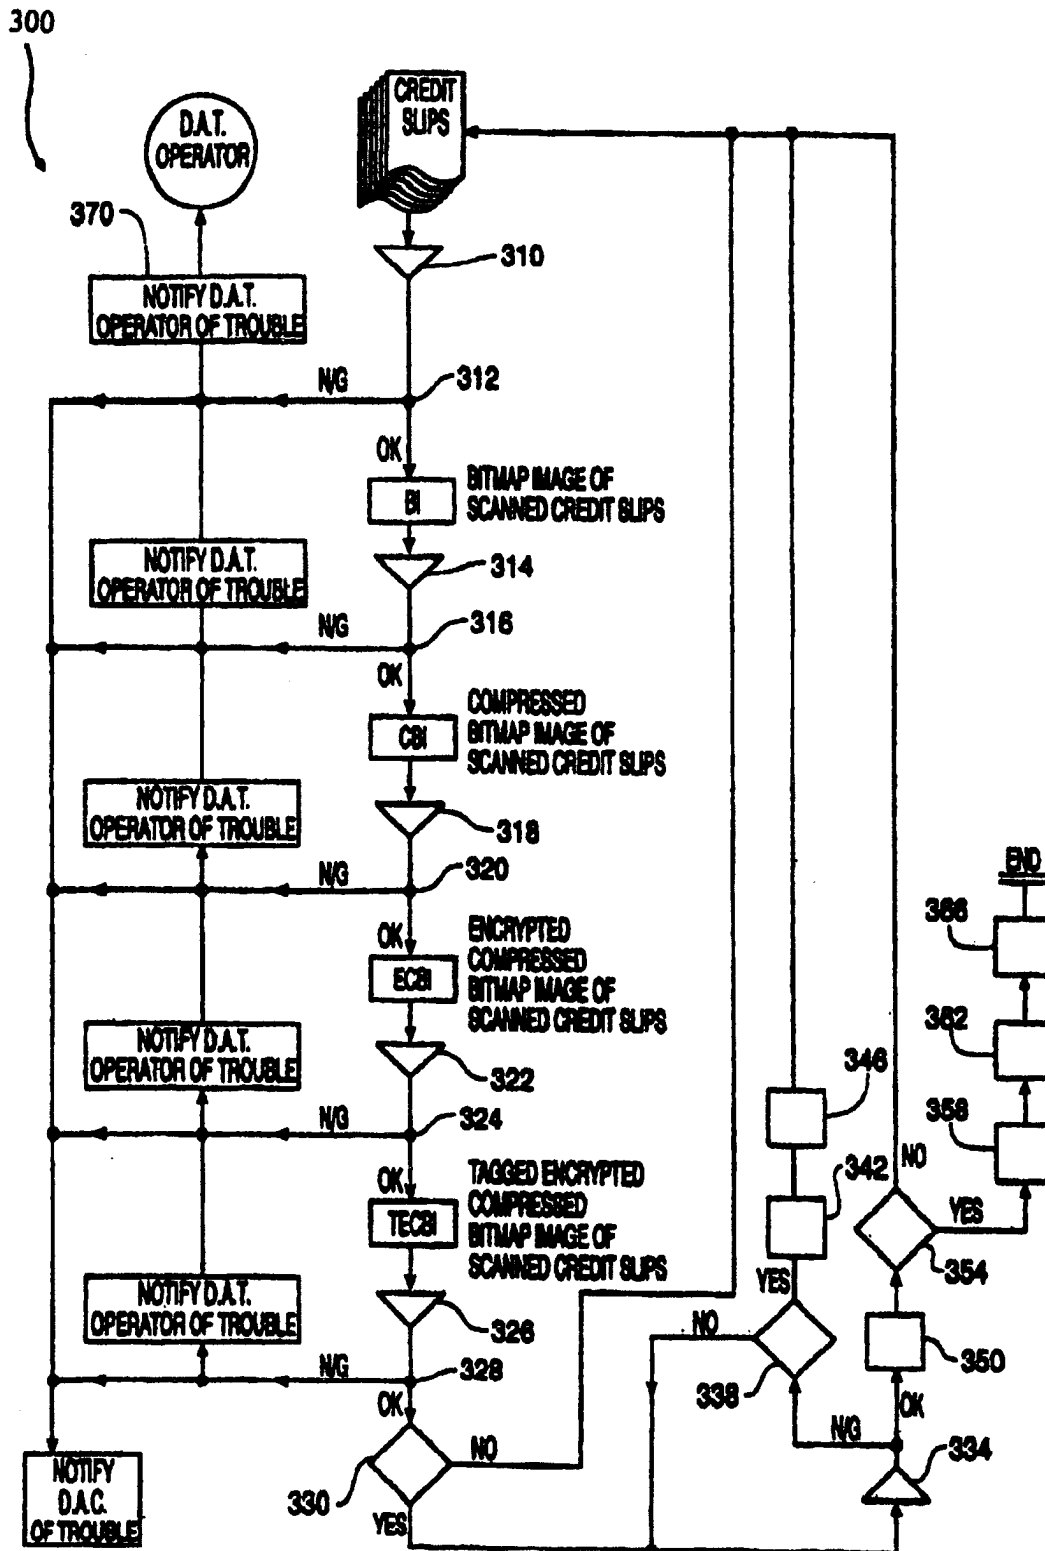 300
D.A.T.
OPERATOR
CREDIT
SLIPS
370
310
NOTIFY D.A.T.
OPERATOR OF TROUBLE
N/G
312
OK
BI
BITMAP IMAGE OF
SCANNED CREDIT SLIPS
314
NOTIFY D.A.T.
OPERATOR OF TROUBLE
N/G
316
OK
CBI
COMPRESSED
BITMAP IMAGE OF
SCANNED CREDIT SLIPS
318
NOTIFY D.A.T.
OPERATOR OF TROUBLE
N/G
320
OK
ECBI
ENCRYPTED
COMPRESSED
BITMAP IMAGE OF
SCANNED CREDIT SLIPS
322
NOTIFY D.A.T.
OPERATOR OF TROUBLE
N/G
324
OK
TECBI
TAGGED ENCRYPTED
COMPRESSED
BITMAP IMAGE OF
SCANNED CREDIT SLIPS
326
NOTIFY D.A.T.
OPERATOR OF TROUBLE
N/G
328
OK
330
NO
YES
NOTIFY
D.A.C.
OF TROUBLE
END
366
362
358
346
342
NO
YES
354
YES
NO
338
350
OK
N/G
334